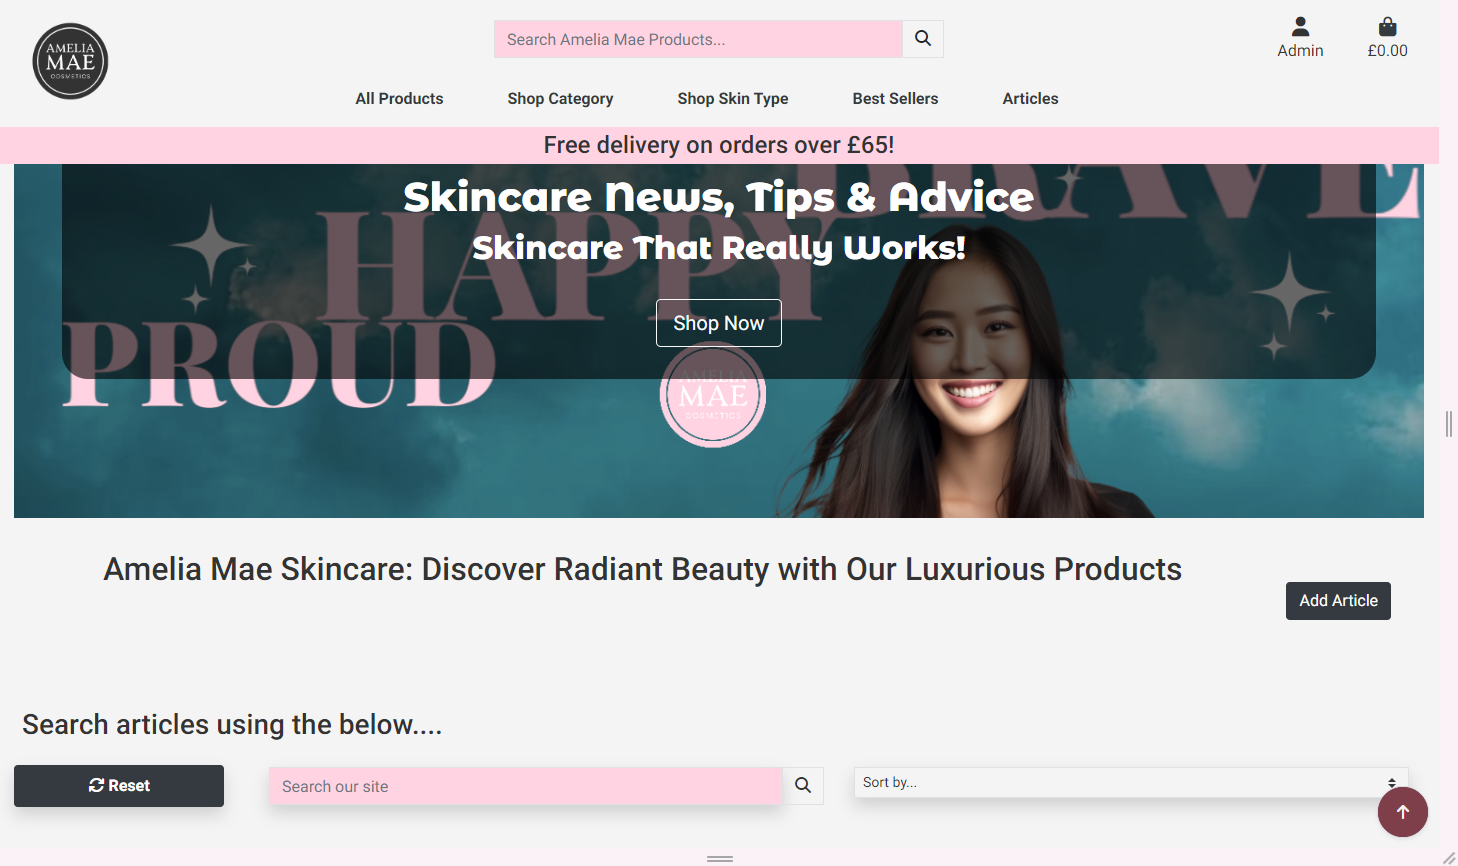 AMELIA
MAE
COSMETICS
Search Amelia Mae Products...
Admin
£0.00
All Products
Shop Category
Shop Skin Type
Best Sellers
Articles
Free delivery on orders over £65!
BRAVE
Skincare News, Tips & Advice
HAPPY
Skincare That Really Works!
Shop Now
PROUD
AMELIA
MAE
COSMETICS
Amelia Mae Skincare: Discover Radiant Beauty with Our Luxurious Products
Add Article
Search articles using the below....
Reset
Search our site
Sort by...